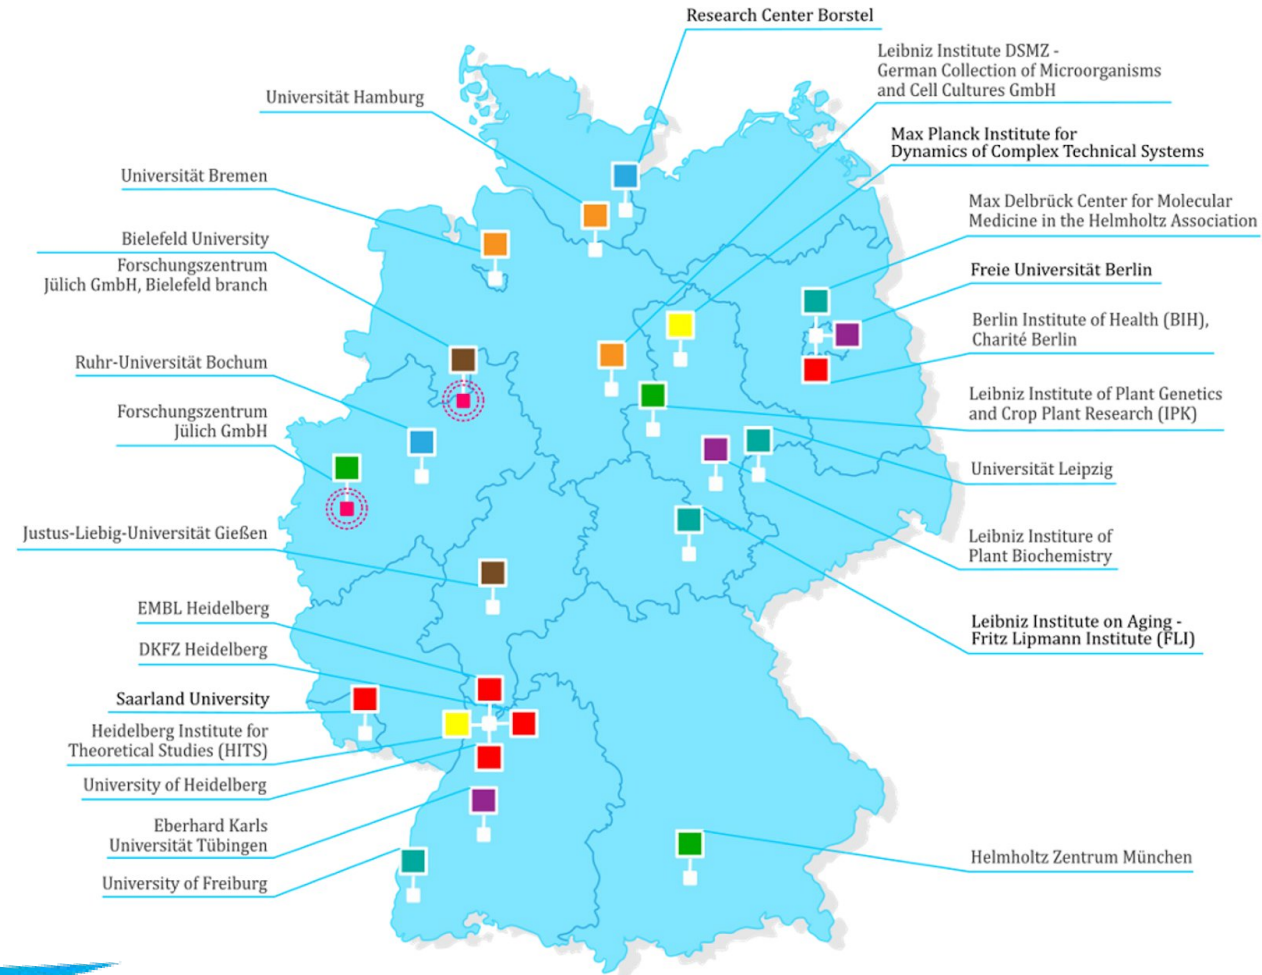 Research Center Borstel
Leibniz Institute DSMZ -
German Collection of Microorganisms
and Cell Cultures GmbH
Universität Hamburg
Max Planck Institute for
Dynamics of Complex Technical Systems
Universität Bremen
Max Delbrück Center for Molecular
Medicine in the Helmholtz Association
Bielefeld University
Forschungszentrum
Jülich GmbH, Bielefeld branch
Freie Universität Berlin
Berlin Institute of Health (BIH),
Charité Berlin
Ruhr-Universität Bochum
Leibniz Institute of Plant Genetics
and Crop Plant Research (IPK)
Forschungszentrum
Jülich GmbH
Universität Leipzig
Justus-Liebig-Universität Gießen
Leibniz Institiure of
Plant Biochemistry
EMBL Heidelberg
Leibniz Institute on Aging -
Fritz Lipmann Institute (FLI)
DKFZ Heidelberg
Saarland University
Heidelberg Institute for
Theoretical Studies (HITS)
University of Heidelberg
Eberhard Karls
Universität Tübingen
Helmholtz Zentrum München
University of Freiburg